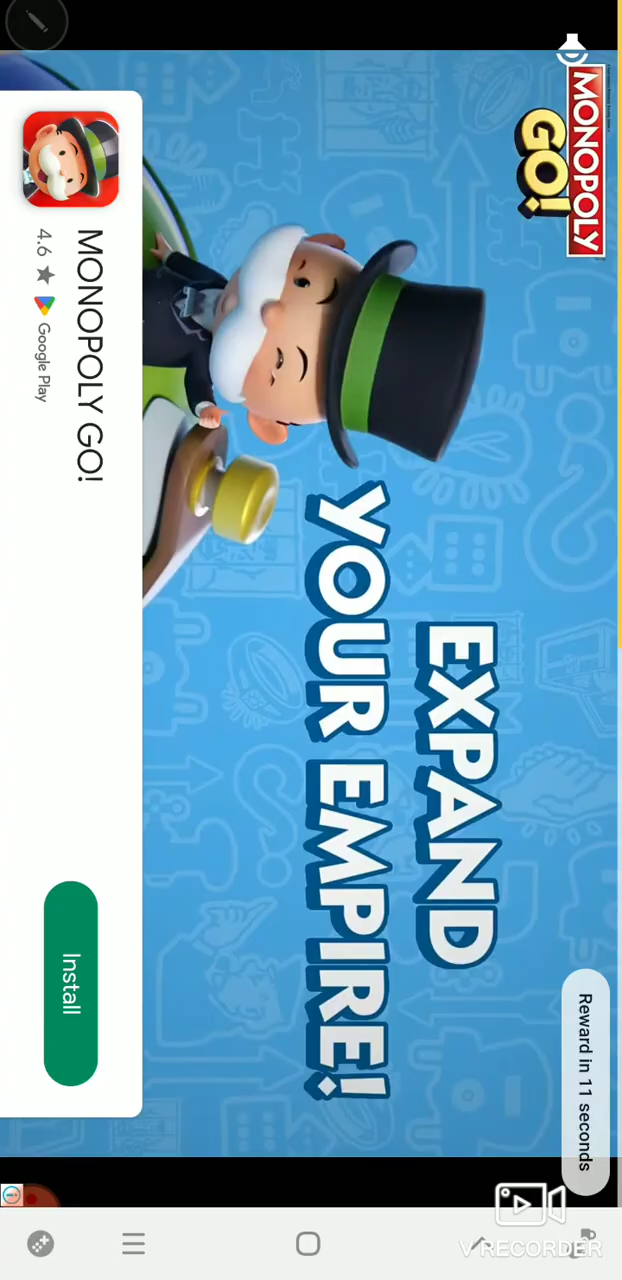 MONOPOLY
GO!
EXPAND
YOUR EMPIRE!
Reward in 11 seconds
MONOPOLY GO!
4.6 ★ Google Play
Install
V RECORDER